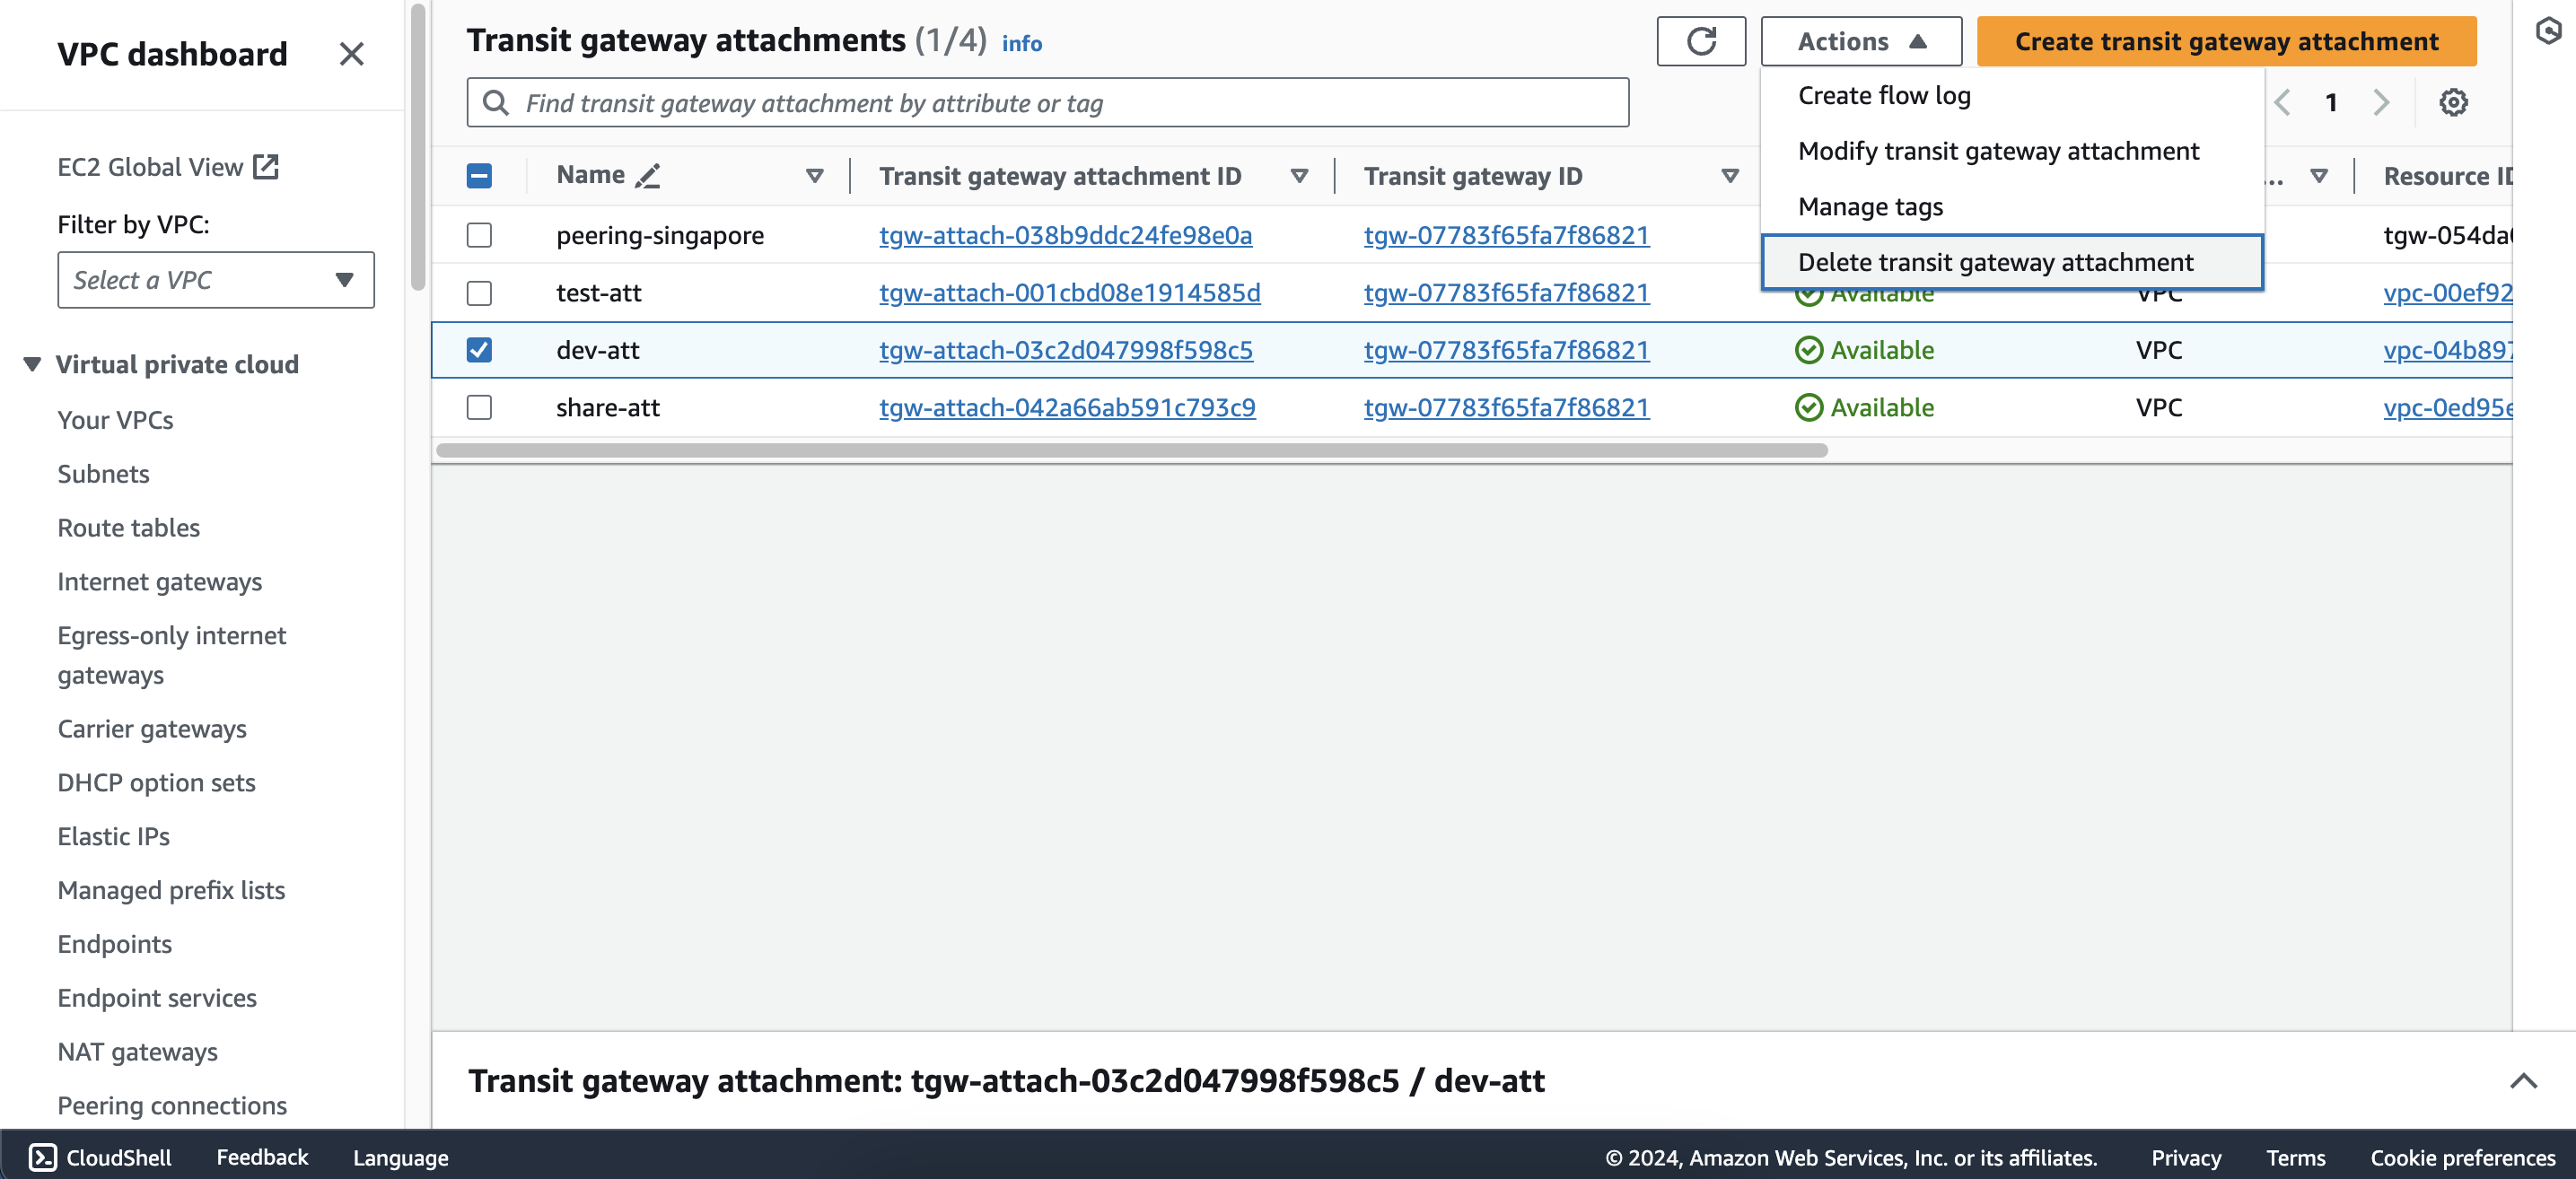 VPC dashboard
EC2 Global View
Filter by VPC:
Select a VPC
Virtual private cloud
Your VPCs
Subnets
Route tables
Internet gateways
Egress-only internet
gateways
Carrier gateways
DHCP option sets
Elastic IPs
Managed prefix lists
Endpoints
Endpoint services
NAT gateways
Peering connections
Transit gateway attachments (1/4) info
Actions
Create transit gateway attachment
Find transit gateway attachment by attribute or tag
1
Create flow log
Modify transit gateway attachment
Manage tags
Delete transit gateway attachment
Name Transit gateway attachment ID Transit gateway ID ... Resource ID
peering-singapore tgw-attach-038b9ddc24fe98e0a tgw-07783f65fa7f86821 tgw-054da
test-att tgw-attach-001cbd08e1914585d tgw-07783f65fa7f86821 Available VPC vpc-00ef92
dev-att tgw-attach-03c2d047998f598c5 tgw-07783f65fa7f86821 Available VPC vpc-04b897
share-att tgw-attach-042a66ab591c793c9 tgw-07783f65fa7f86821 Available VPC vpc-0ed95e
Transit gateway attachment: tgw-attach-03c2d047998f598c5 / dev-att
CloudShell Feedback Language © 2024, Amazon Web Services, Inc. or its affiliates. Privacy Terms Cookie preferences